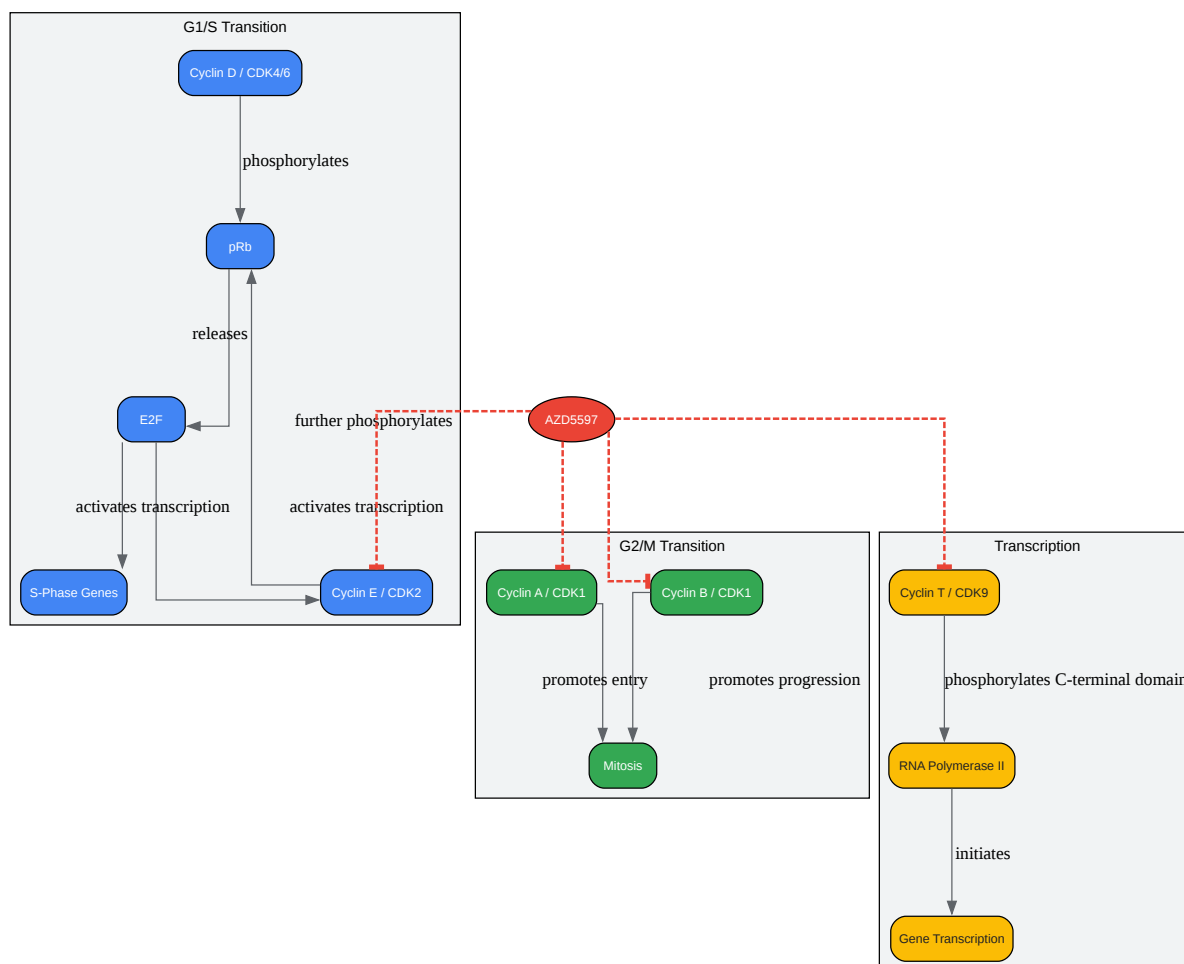 G1/S Transition
Cyclin D / CDK4/6
phosphorylates
pRb
releases
E2F
further phosphorylates
AZD5597
activates transcription
activates transcription
S-Phase Genes
Cyclin E / CDK2
G2/M Transition
Cyclin A / CDK1
Cyclin B / CDK1
promotes entry
promotes progression
Mitosis
Transcription
Cyclin T / CDK9
phosphorylates C-terminal domain
RNA Polymerase II
initiates
Gene Transcription